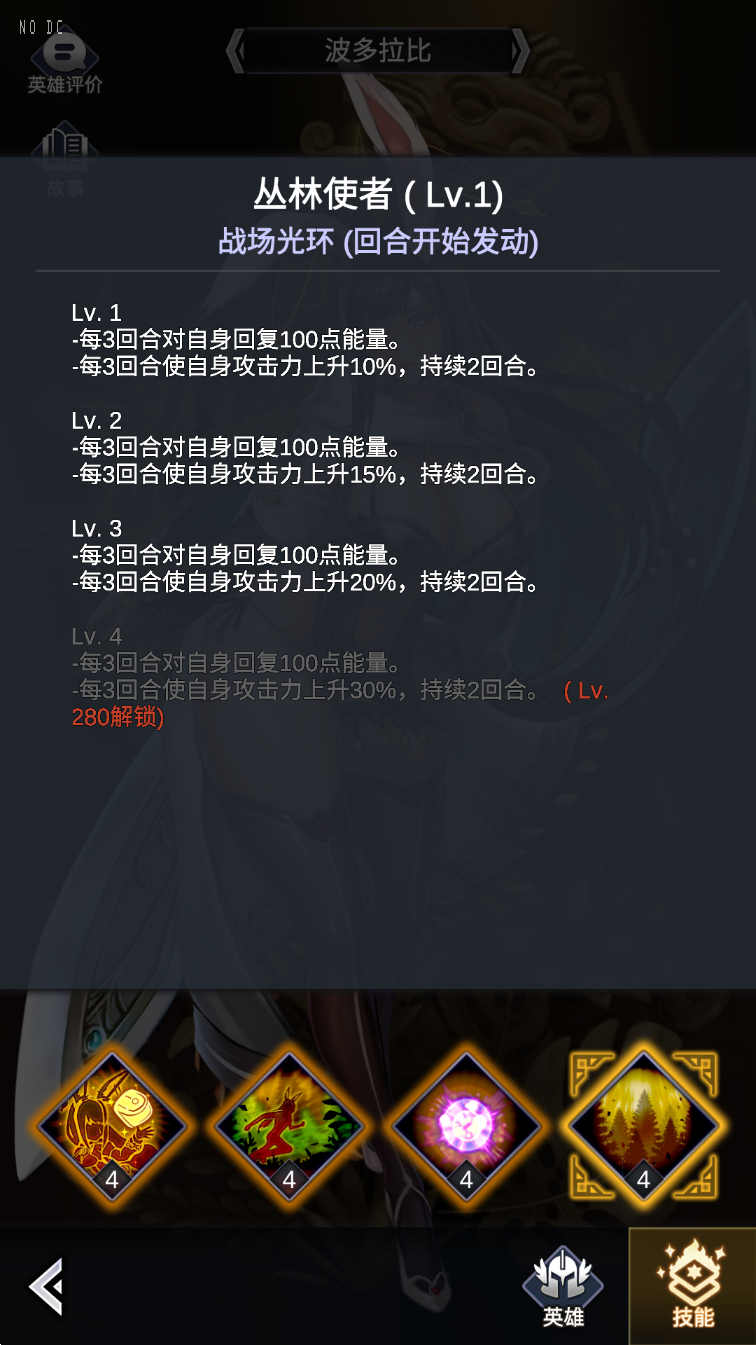 NO DC
波多拉比
英雄评价
故事
丛林使者 ( Lv.1)
战场光环 (回合开始发动)
Lv. 1
-每3回合对自身回复100点能量。
-每3回合使自身攻击力上升10%，持续2回合。
Lv. 2
-每3回合对自身回复100点能量。
-每3回合使自身攻击力上升15%，持续2回合。
Lv. 3
-每3回合对自身回复100点能量。
-每3回合使自身攻击力上升20%，持续2回合。
Lv. 4
-每3回合对自身回复100点能量。
-每3回合使自身攻击力上升30%，持续2回合。 ( Lv.
280解锁)
4
4
4
4
英雄
技能